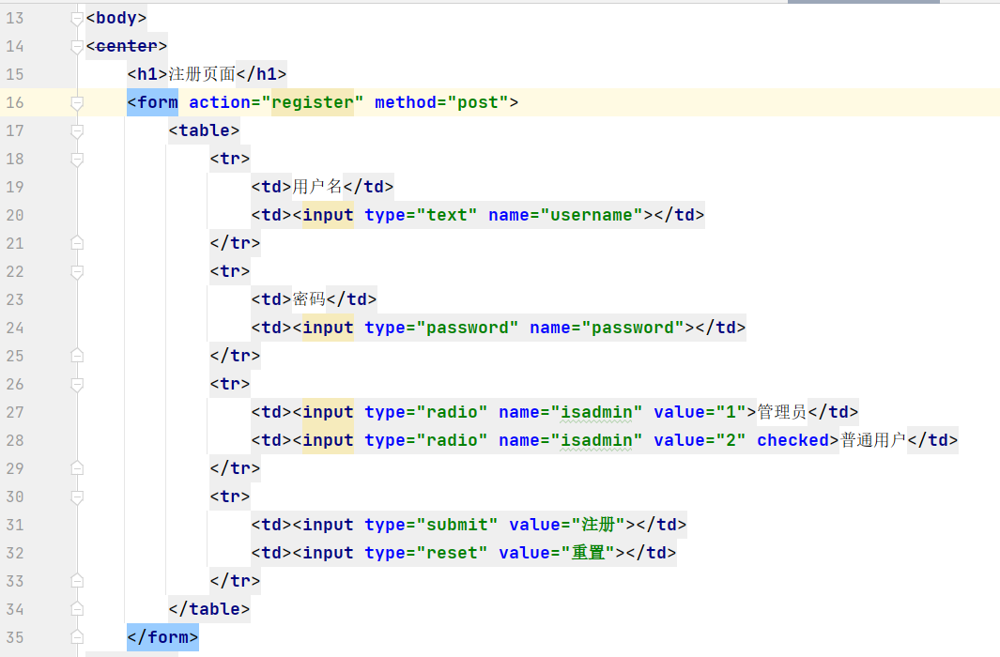 13 <body>
14 <center>
15 <h1>注册页面</h1>
16 <form action="register" method="post">
17 <table>
18 <tr>
19 <td>用户名</td>
20 <td><input type="text" name="username"></td>
21 </tr>
22 <tr>
23 <td>密码</td>
24 <td><input type="password" name="password"></td>
25 </tr>
26 <tr>
27 <td><input type="radio" name="isadmin" value="1">管理员</td>
28 <td><input type="radio" name="isadmin" value="2" checked>普通用户</td>
29 </tr>
30 <tr>
31 <td><input type="submit" value="注册"></td>
32 <td><input type="reset" value="重置"></td>
33 </tr>
34 </table>
35 </form>